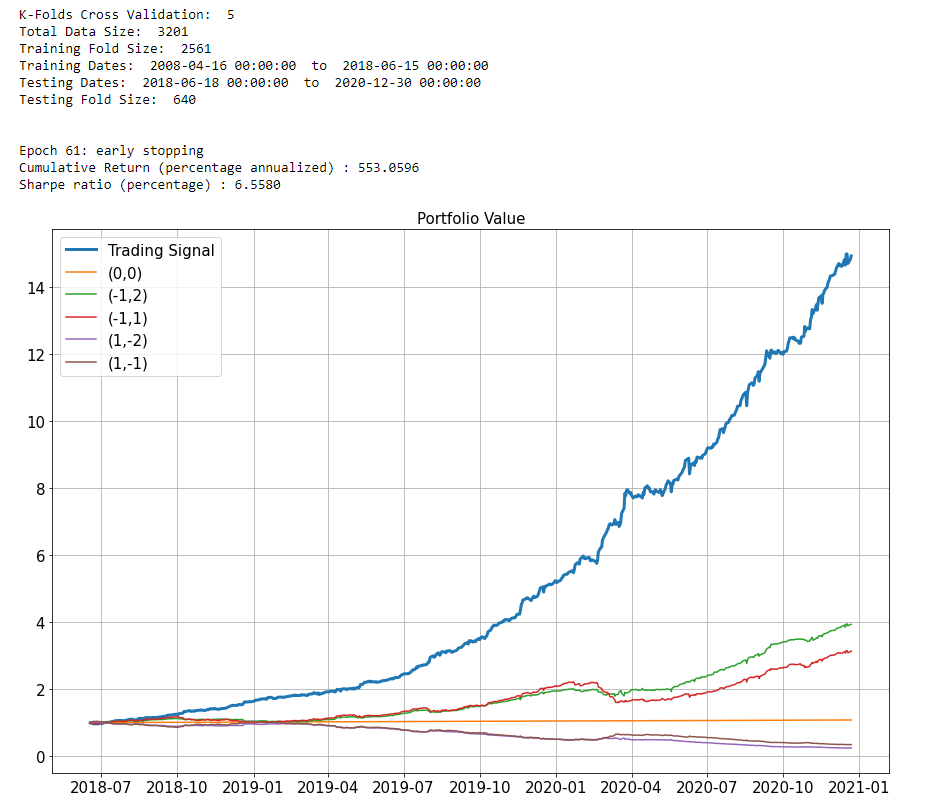 K-Folds Cross Validation:  5
Total Data Size:  3201
Training Fold Size:  2561
Training Dates:  2008-04-16 00:00:00  to  2018-06-15 00:00:00
Testing Dates:  2018-06-18 00:00:00  to  2020-12-30 00:00:00
Testing Fold Size:  640
Epoch 61: early stopping
Cumulative Return (percentage annualized) : 553.0596
Sharpe ratio (percentage) : 6.5580
Portfolio Value
Trading Signal
(0,0)
(-1,2)
(-1,1)
(1,-2)
(1,-1)
14
12
10
8
6
4
2
0
2018-07 2018-10 2019-01 2019-04 2019-07 2019-10 2020-01 2020-04 2020-07 2020-10 2021-01